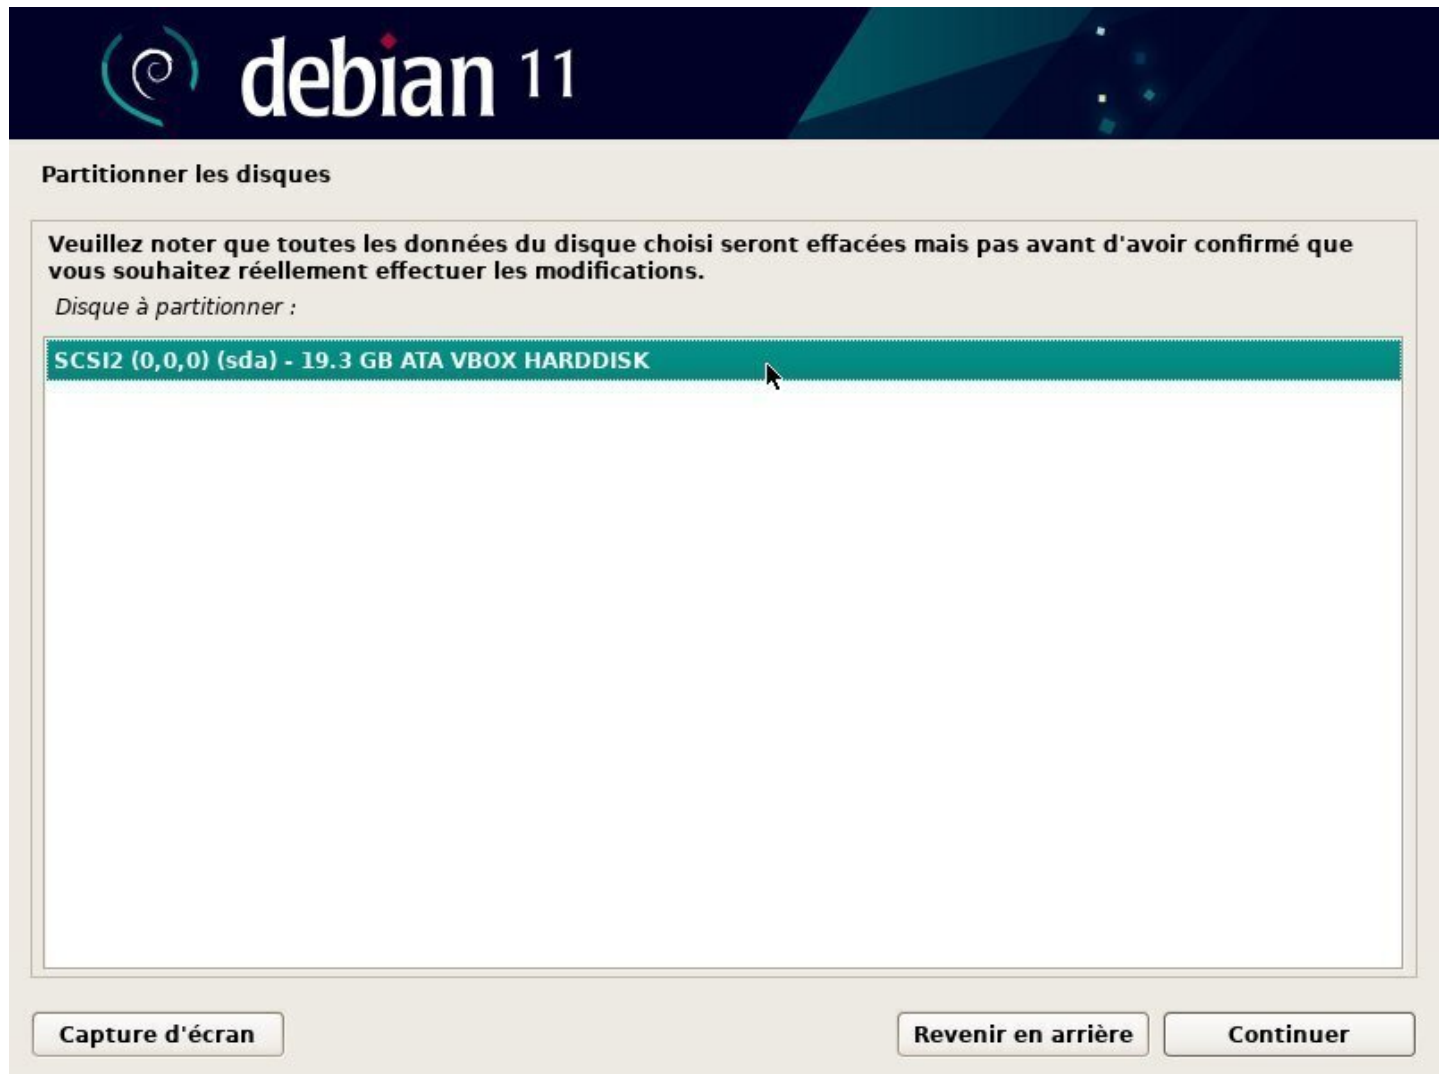 debian 11
Partitionner les disques
Veuillez noter que toutes les données du disque choisi seront effacées mais pas avant d'avoir confirmé que
vous souhaitez réellement effectuer les modifications.
Disque à partitionner :
SCSI2 (0,0,0) (sda) - 19.3 GB ATA VBOX HARDDISK
Capture d'écran
Revenir en arrière
Continuer